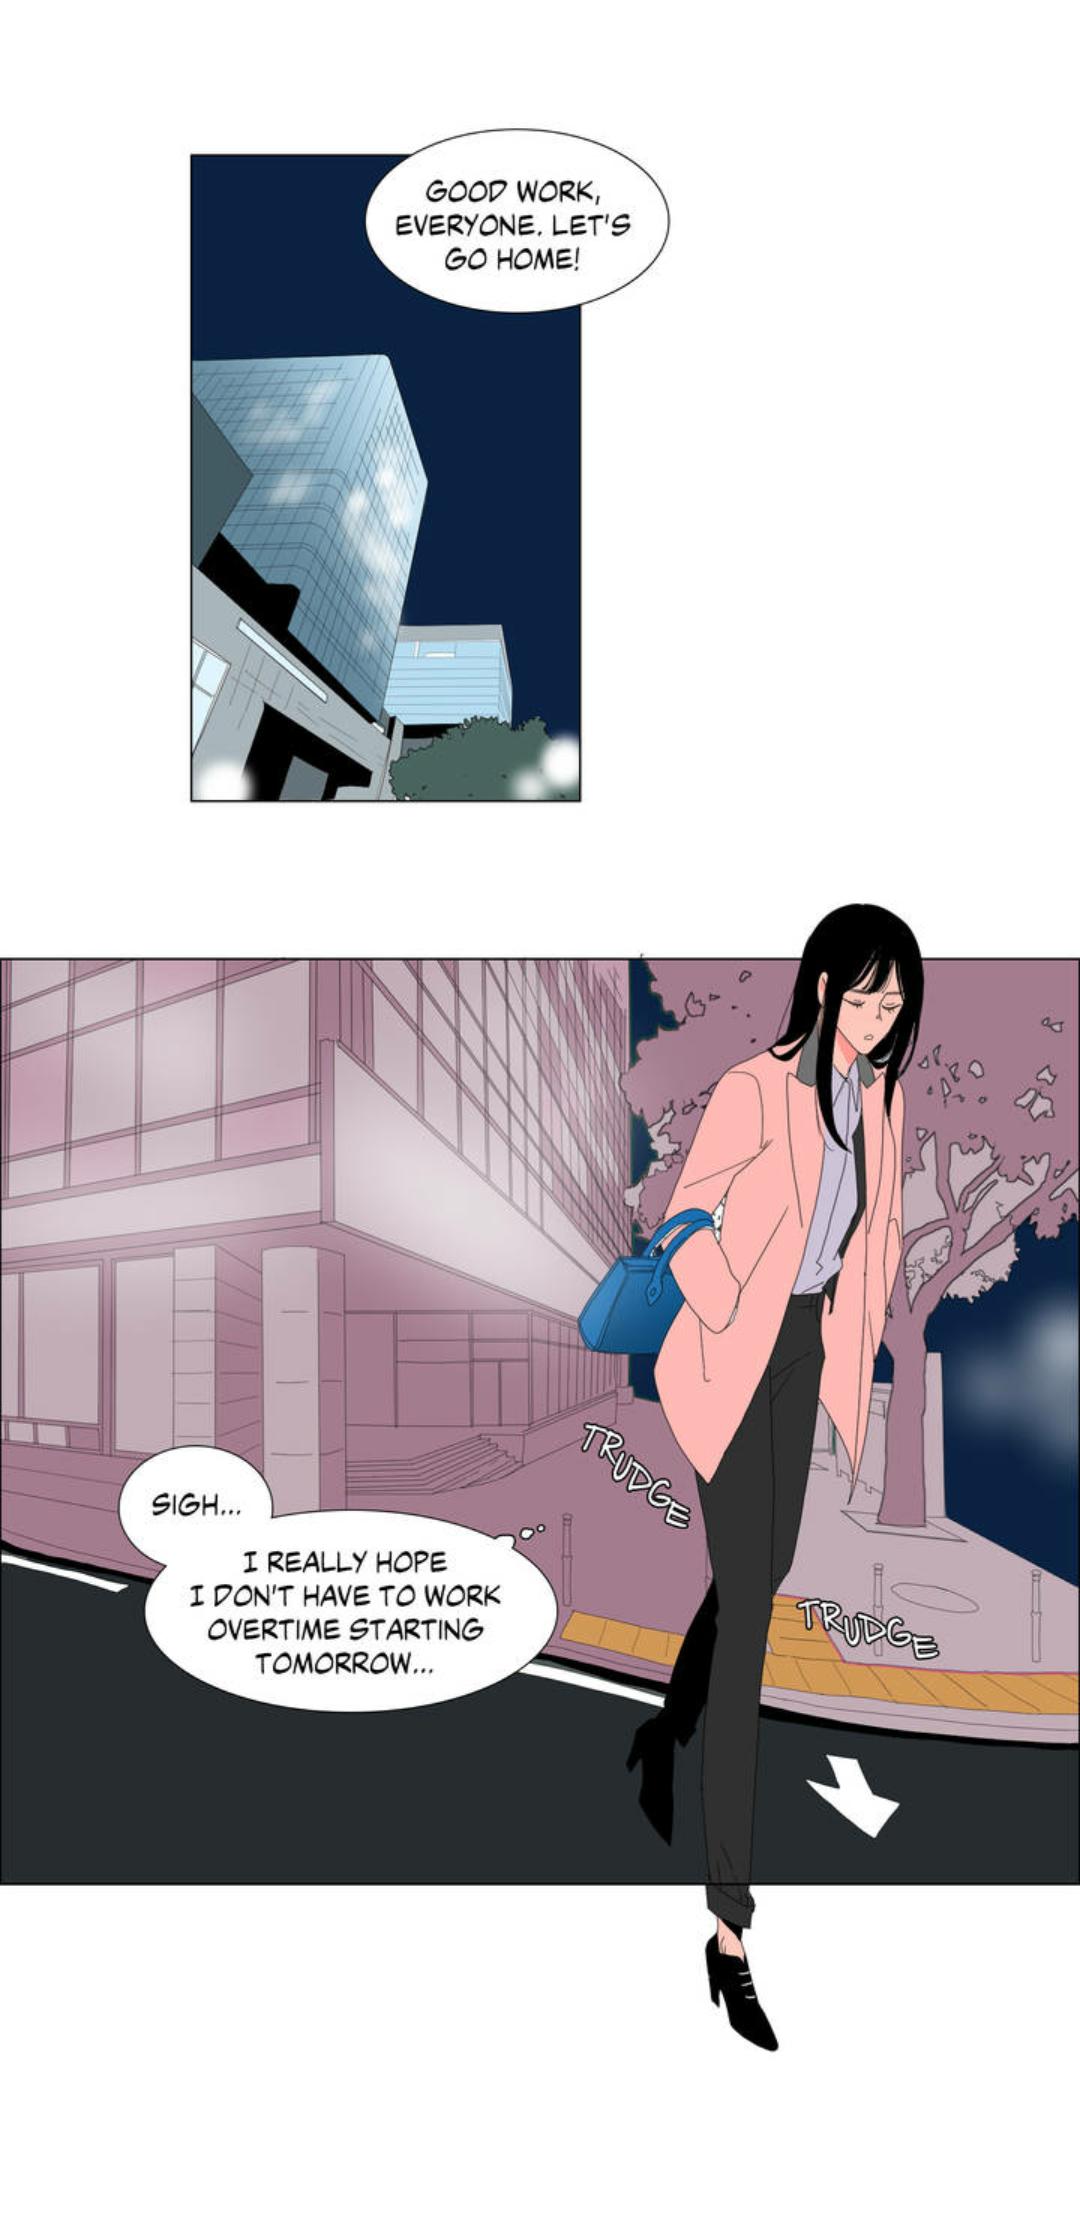 GOOD WORK,
EVERYONE. LET'S
GO HOME!
SIGH...
I REALLY HOPE
I DON'T HAVE TO WORK
OVERTIME STARTING
TOMORROW...
TRUDGE
TRUDGE